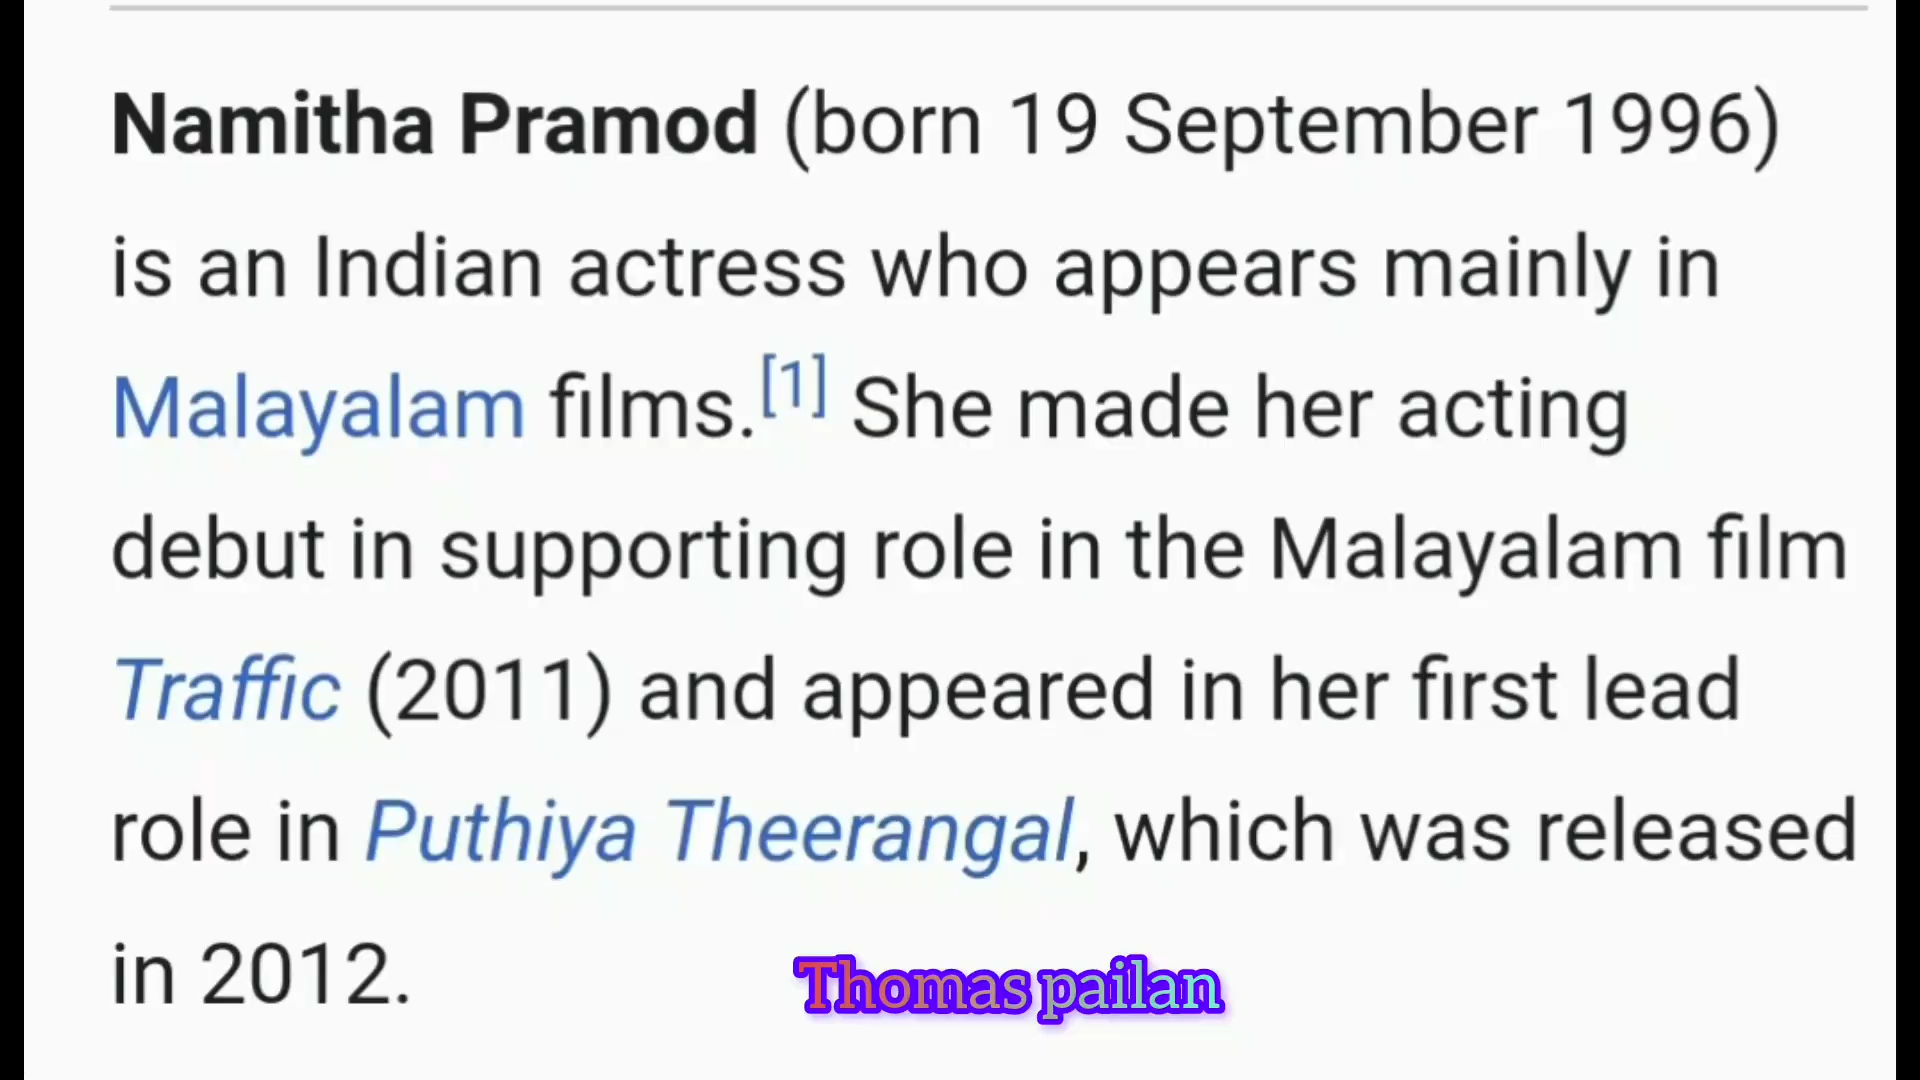 Namitha Pramod (born 19 September 1996)
is an Indian actress who appears mainly in
Malayalam films.[1] She made her acting
debut in supporting role in the Malayalam film
Traffic (2011) and appeared in her first lead
role in Puthiya Theerangal, which was released
in 2012.
Thomas pailan